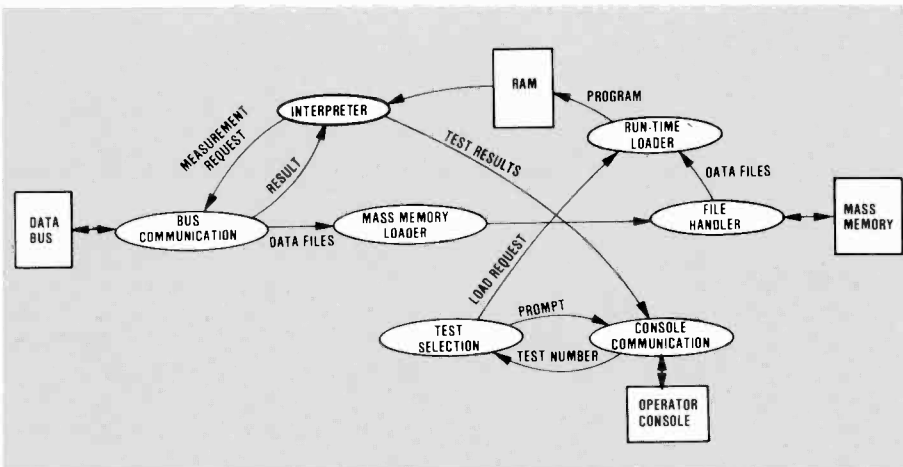 RAM
PROGRAM
INTERPRETER
RUN-TIME
LOADER
MEASUREMENT
REQUEST
RESULT
TEST RESULTS
DATA FILES
DATA
BUS
BUS
COMMUNICATION
DATA FILES
MASS MEMORY
LOADER
FILE
HANDLER
MASS
MEMORY
LOAD REQUEST
PROMPT
TEST
SELECTION
TEST NUMBER
CONSOLE
COMMUNICATION
OPERATOR
CONSOLE